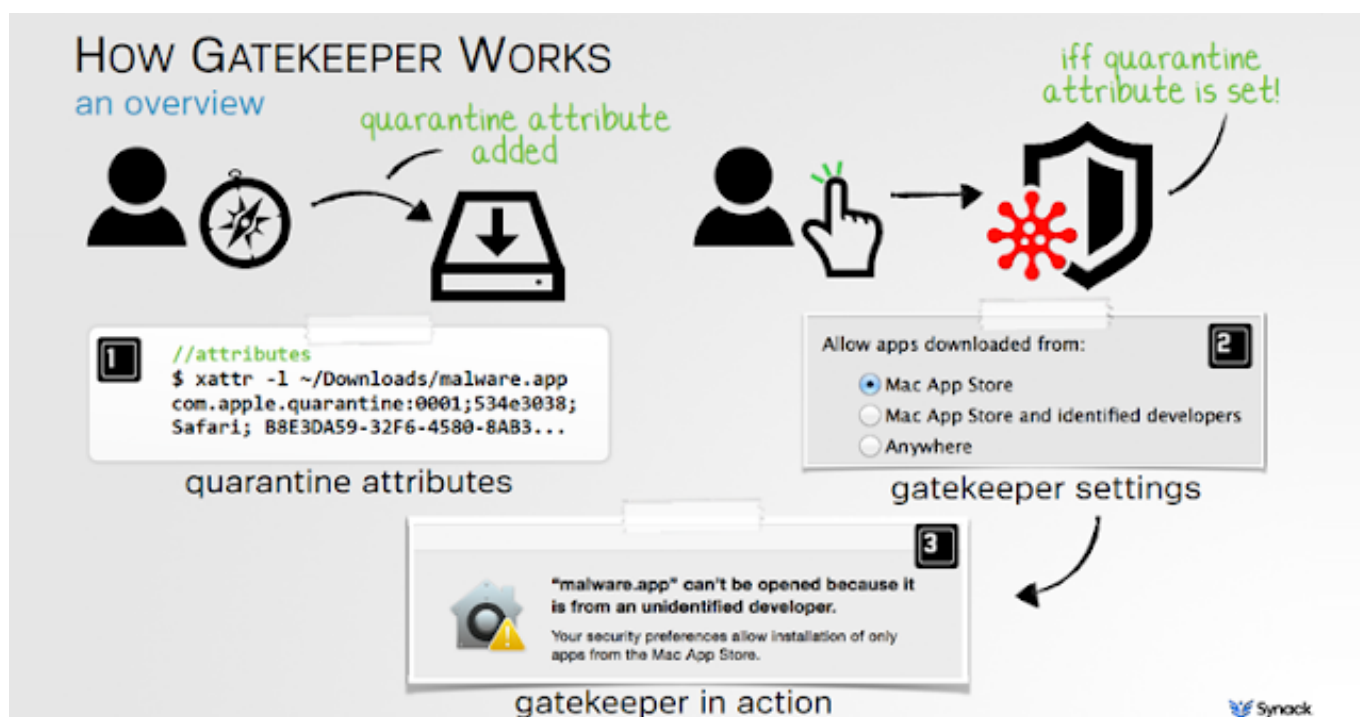 HOW GATEKEEPER WORKS
an overview
quarantine attribute
added
iff quarantine
attribute is set!
1
//attributes
$ xattr -l ~/Downloads/malware.app
com.apple.quarantine:0001;534e3038;
Safari; B8E3DA59-32F6-4580-8AB3...
quarantine attributes
Allow apps downloaded from:
2
Mac App Store
Mac App Store and identified developers
Anywhere
gatekeeper settings
3
“malware.app” can't be opened because it
is from an unidentified developer.
Your security preferences allow installation of only
apps from the Mac App Store.
gatekeeper in action
Synack